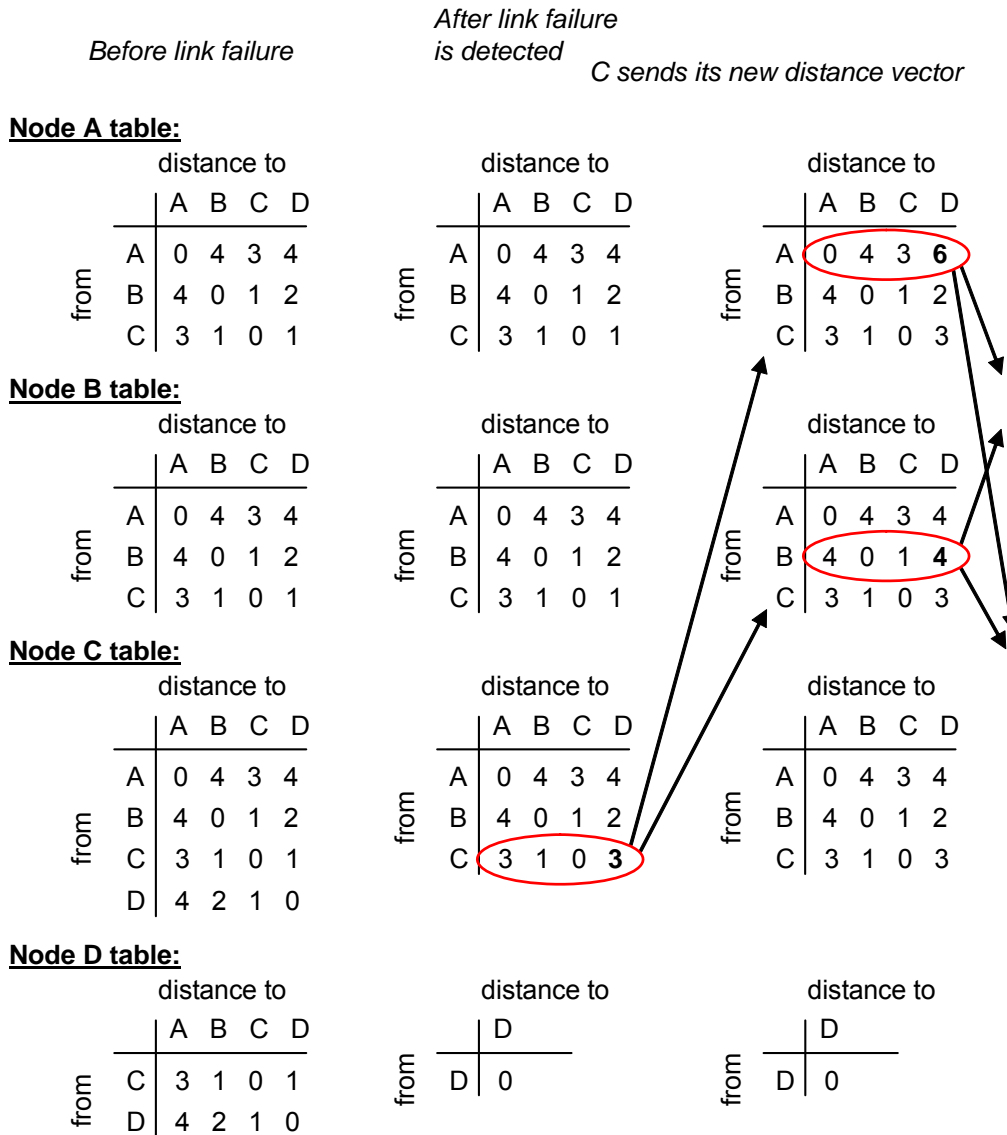 After link failure
Before link failure is detected
C sends its new distance vector
Node A table:
distance to distance to distance to
A B C D A B C D A B C D
from A 0 4 3 4 from A 0 4 3 4 from A 0 4 3 6
B 4 0 1 2 B 4 0 1 2 B 4 0 1 2
C 3 1 0 1 C 3 1 0 1 C 3 1 0 3
Node B table:
distance to distance to distance to
A B C D A B C D A B C D
from A 0 4 3 4 from A 0 4 3 4 from A 0 4 3 4
B 4 0 1 2 B 4 0 1 2 B 4 0 1 4
C 3 1 0 1 C 3 1 0 1 C 3 1 0 3
Node C table:
distance to distance to distance to
A B C D A B C D A B C D
from A 0 4 3 4 from A 0 4 3 4 from A 0 4 3 4
B 4 0 1 2 B 4 0 1 2 B 4 0 1 2
C 3 1 0 1 C 3 1 0 3 C 3 1 0 3
D 4 2 1 0
Node D table:
distance to distance to distance to
A B C D D D
from C 3 1 0 1 from D 0 from D 0
D 4 2 1 0